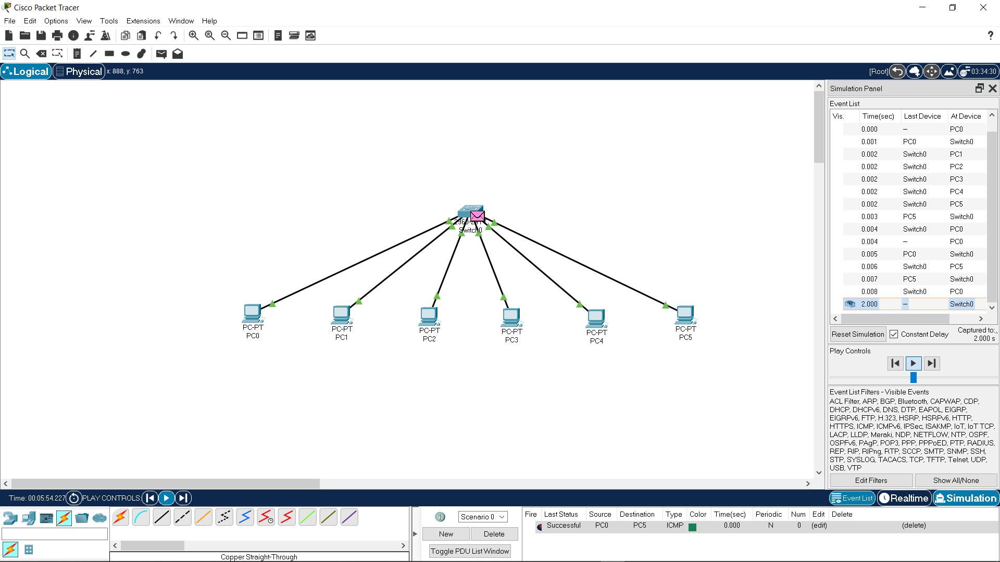 Cisco Packet Tracer
File Edit Options View Tools Extensions Window Help
?
Logical Physical x: 888, y: 763 [Root] 03:34:30
Simulation Panel
Event List
Vis. Time(sec) Last Device At Device
0.000 -- PC0
0.001 PC0 Switch0
0.002 Switch0 PC1
0.002 Switch0 PC2
0.002 Switch0 PC3
0.002 Switch0 PC4
0.002 Switch0 PC5
0.003 PC5 Switch0
0.004 Switch0 PC0
0.004 -- PC0
0.005 PC0 Switch0
0.006 Switch0 PC5
0.007 PC5 Switch0
0.008 Switch0 PC0
2.000 -- Switch0
Reset Simulation Constant Delay Captured to:
2.000 s
Play Controls
Event List Filters - Visible Events
ACL Filter, ARP, BGP, Bluetooth, CAPWAP, CDP,
DHCP, DHCPv6, DNS, DTP, EAPOL, EIGRP,
EIGRPv6, FTP, H.323, HSRP, HSRPv6, HTTP,
HTTPS, ICMP, ICMPv6, IPSec, ISAKMP, IoT, IoT TCP,
LACP, LLDP, Meraki, NDP, NETFLOW, NTP, OSPF,
OSPFv6, PAgP, POP3, PPP, PPPoED, PTP, RADIUS,
REP, RIP, RIPng, RTP, SCCP, SMTP, SNMP, SSH,
STP, SYSLOG, TACACS, TCP, TFTP, Telnet, UDP,
USB, VTP
Edit Filters Show All/None
Switch0
PC-PT
PC0
PC-PT
PC1
PC-PT
PC2
PC-PT
PC3
PC-PT
PC4
PC-PT
PC5
Time: 00:05:54.227 PLAY CONTROLS: Event List Realtime Simulation
Copper Straight-Through
Scenario 0
New Delete
Toggle PDU List Window
Fire Last Status Source Destination Type Color Time(sec) Periodic Num Edit Delete
Successful PC0 PC5 ICMP 0.000 N 0 (edit) (delete)